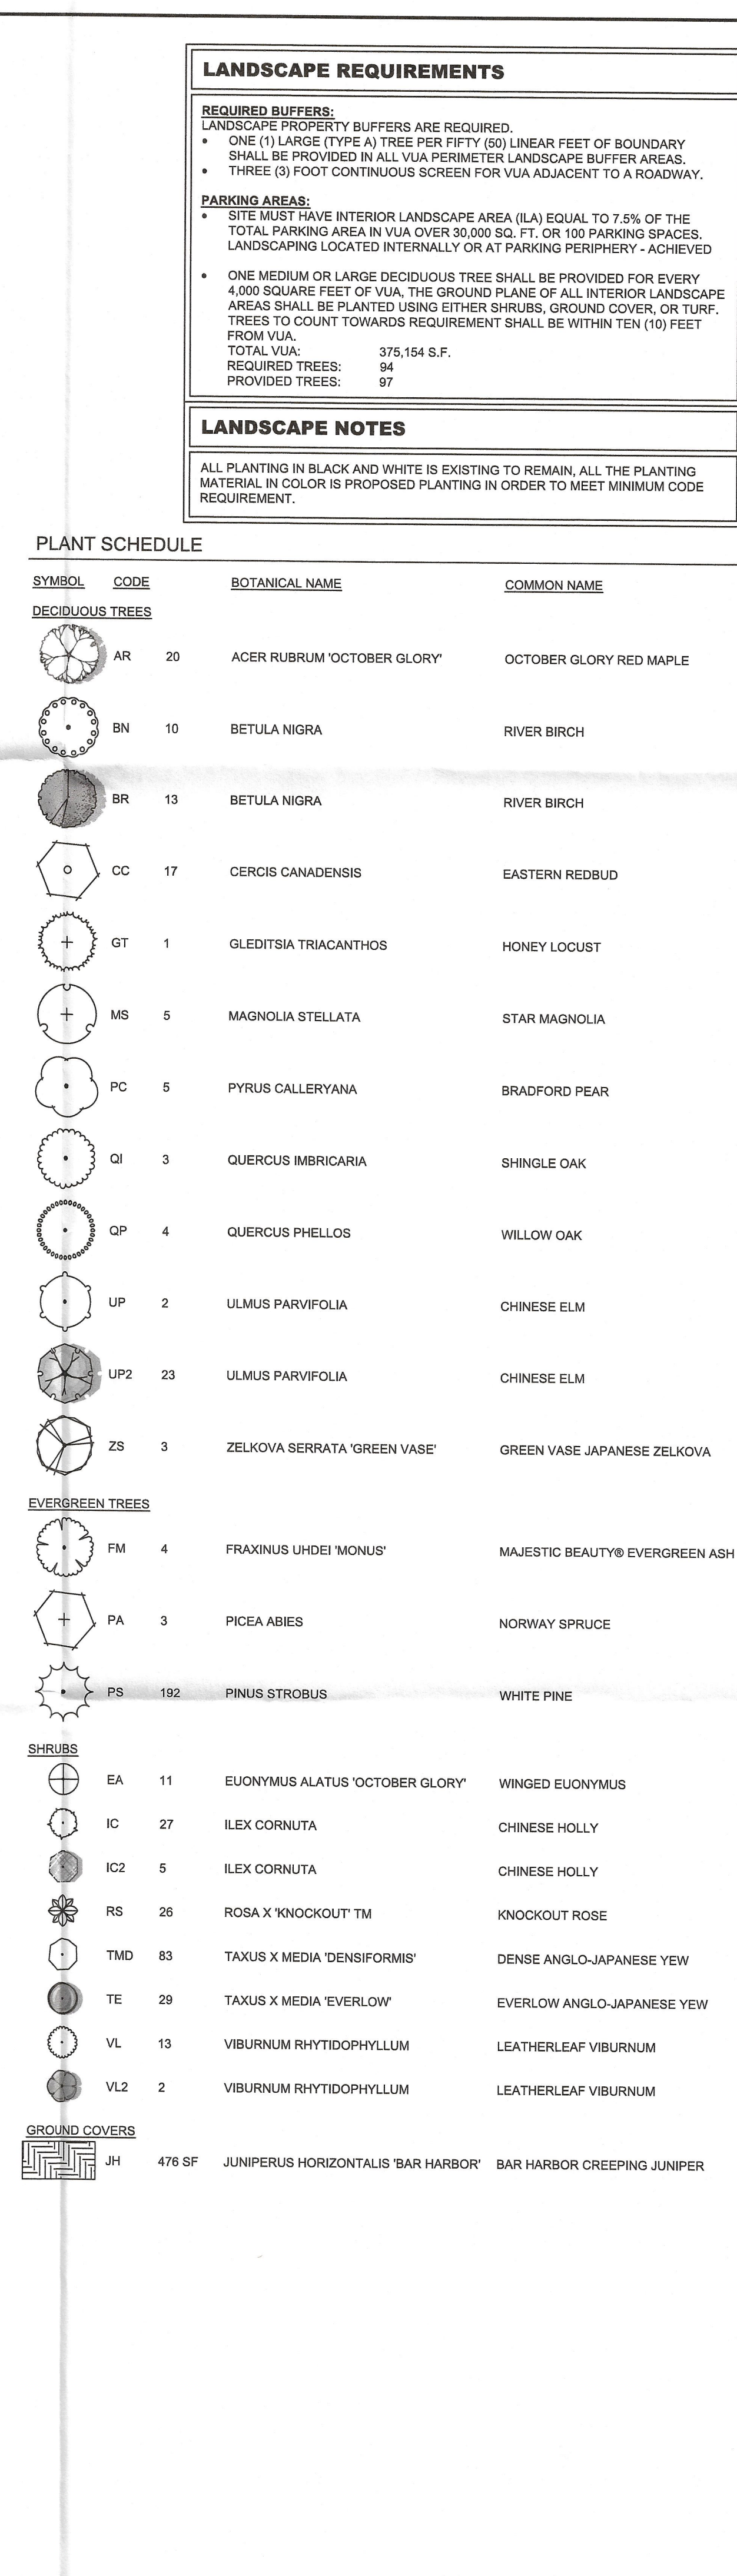 LANDSCAPE REQUIREMENTS
REQUIRED BUFFERS:
LANDSCAPE PROPERTY BUFFERS ARE REQUIRED.
• ONE (1) LARGE (TYPE A) TREE PER FIFTY (50) LINEAR FEET OF BOUNDARY
SHALL BE PROVIDED IN ALL VUA PERIMETER LANDSCAPE BUFFER AREAS.
• THREE (3) FOOT CONTINUOUS SCREEN FOR VUA ADJACENT TO A ROADWAY.
PARKING AREAS:
• SITE MUST HAVE INTERIOR LANDSCAPE AREA (ILA) EQUAL TO 7.5% OF THE
TOTAL PARKING AREA IN VUA OVER 30,000 SQ. FT. OR 100 PARKING SPACES.
LANDSCAPING LOCATED INTERNALLY OR AT PARKING PERIPHERY - ACHIEVED
• ONE MEDIUM OR LARGE DECIDUOUS TREE SHALL BE PROVIDED FOR EVERY
4,000 SQUARE FEET OF VUA, THE GROUND PLANE OF ALL INTERIOR LANDSCAPE
AREAS SHALL BE PLANTED USING EITHER SHRUBS, GROUND COVER, OR TURF.
TREES TO COUNT TOWARDS REQUIREMENT SHALL BE WITHIN TEN (10) FEET
FROM VUA.
TOTAL VUA: 375,154 S.F.
REQUIRED TREES: 94
PROVIDED TREES: 97
LANDSCAPE NOTES
ALL PLANTING IN BLACK AND WHITE IS EXISTING TO REMAIN, ALL THE PLANTING
MATERIAL IN COLOR IS PROPOSED PLANTING IN ORDER TO MEET MINIMUM CODE
REQUIREMENT.
PLANT SCHEDULE
SYMBOL CODE BOTANICAL NAME COMMON NAME
DECIDUOUS TREES
AR 20 ACER RUBRUM 'OCTOBER GLORY' OCTOBER GLORY RED MAPLE
BN 10 BETULA NIGRA RIVER BIRCH
BR 13 BETULA NIGRA RIVER BIRCH
CC 17 CERCIS CANADENSIS EASTERN REDBUD
GT 1 GLEDITSIA TRIACANTHOS HONEY LOCUST
MS 5 MAGNOLIA STELLATA STAR MAGNOLIA
PC 5 PYRUS CALLERYANA BRADFORD PEAR
QI 3 QUERCUS IMBRICARIA SHINGLE OAK
QP 4 QUERCUS PHELLOS WILLOW OAK
UP 2 ULMUS PARVIFOLIA CHINESE ELM
UP2 23 ULMUS PARVIFOLIA CHINESE ELM
ZS 3 ZELKOVA SERRATA 'GREEN VASE' GREEN VASE JAPANESE ZELKOVA
EVERGREEN TREES
FM 4 FRAXINUS UHDEI 'MONUS' MAJESTIC BEAUTY® EVERGREEN ASH
PA 3 PICEA ABIES NORWAY SPRUCE
PS 192 PINUS STROBUS WHITE PINE
SHRUBS
EA 11 EUONYMUS ALATUS 'OCTOBER GLORY' WINGED EUONYMUS
IC 27 ILEX CORNUTA CHINESE HOLLY
IC2 5 ILEX CORNUTA CHINESE HOLLY
RS 26 ROSA X 'KNOCKOUT' TM KNOCKOUT ROSE
TMD 83 TAXUS X MEDIA 'DENSIFORMIS' DENSE ANGLO-JAPANESE YEW
TE 29 TAXUS X MEDIA 'EVERLOW' EVERLOW ANGLO-JAPANESE YEW
VL 13 VIBURNUM RHYTIDOPHYLLUM LEATHERLEAF VIBURNUM
VL2 2 VIBURNUM RHYTIDOPHYLLUM LEATHERLEAF VIBURNUM
GROUND COVERS
JH 476 SF JUNIPERUS HORIZONTALIS 'BAR HARBOR' BAR HARBOR CREEPING JUNIPER